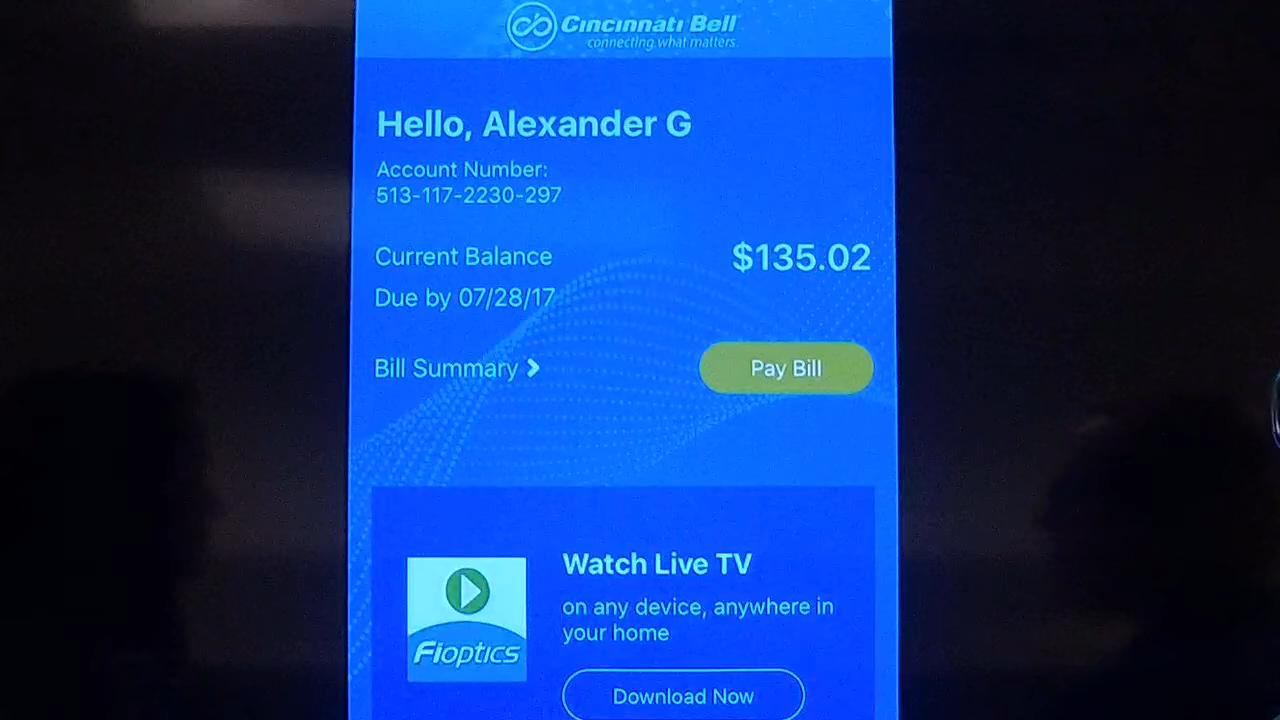 Cincinnati Bell
connecting what matters.
Hello, Alexander G
Account Number:
513-117-2230-297
Current Balance
$135.02
Due by 07/28/17
Bill Summary
Pay Bill
Watch Live TV
on any device, anywhere in
your home
Fioptics
Download Now